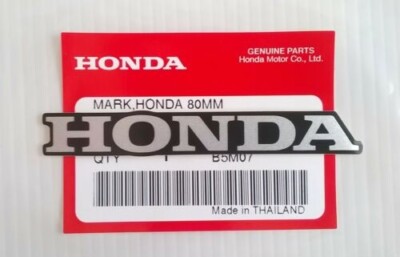 HONDA
GENUINE PARTS
Honda Motor Co., Ltd.
MARK,HONDA 80MM
HONDA
QTY 1 B5M07
Made in THAILAND